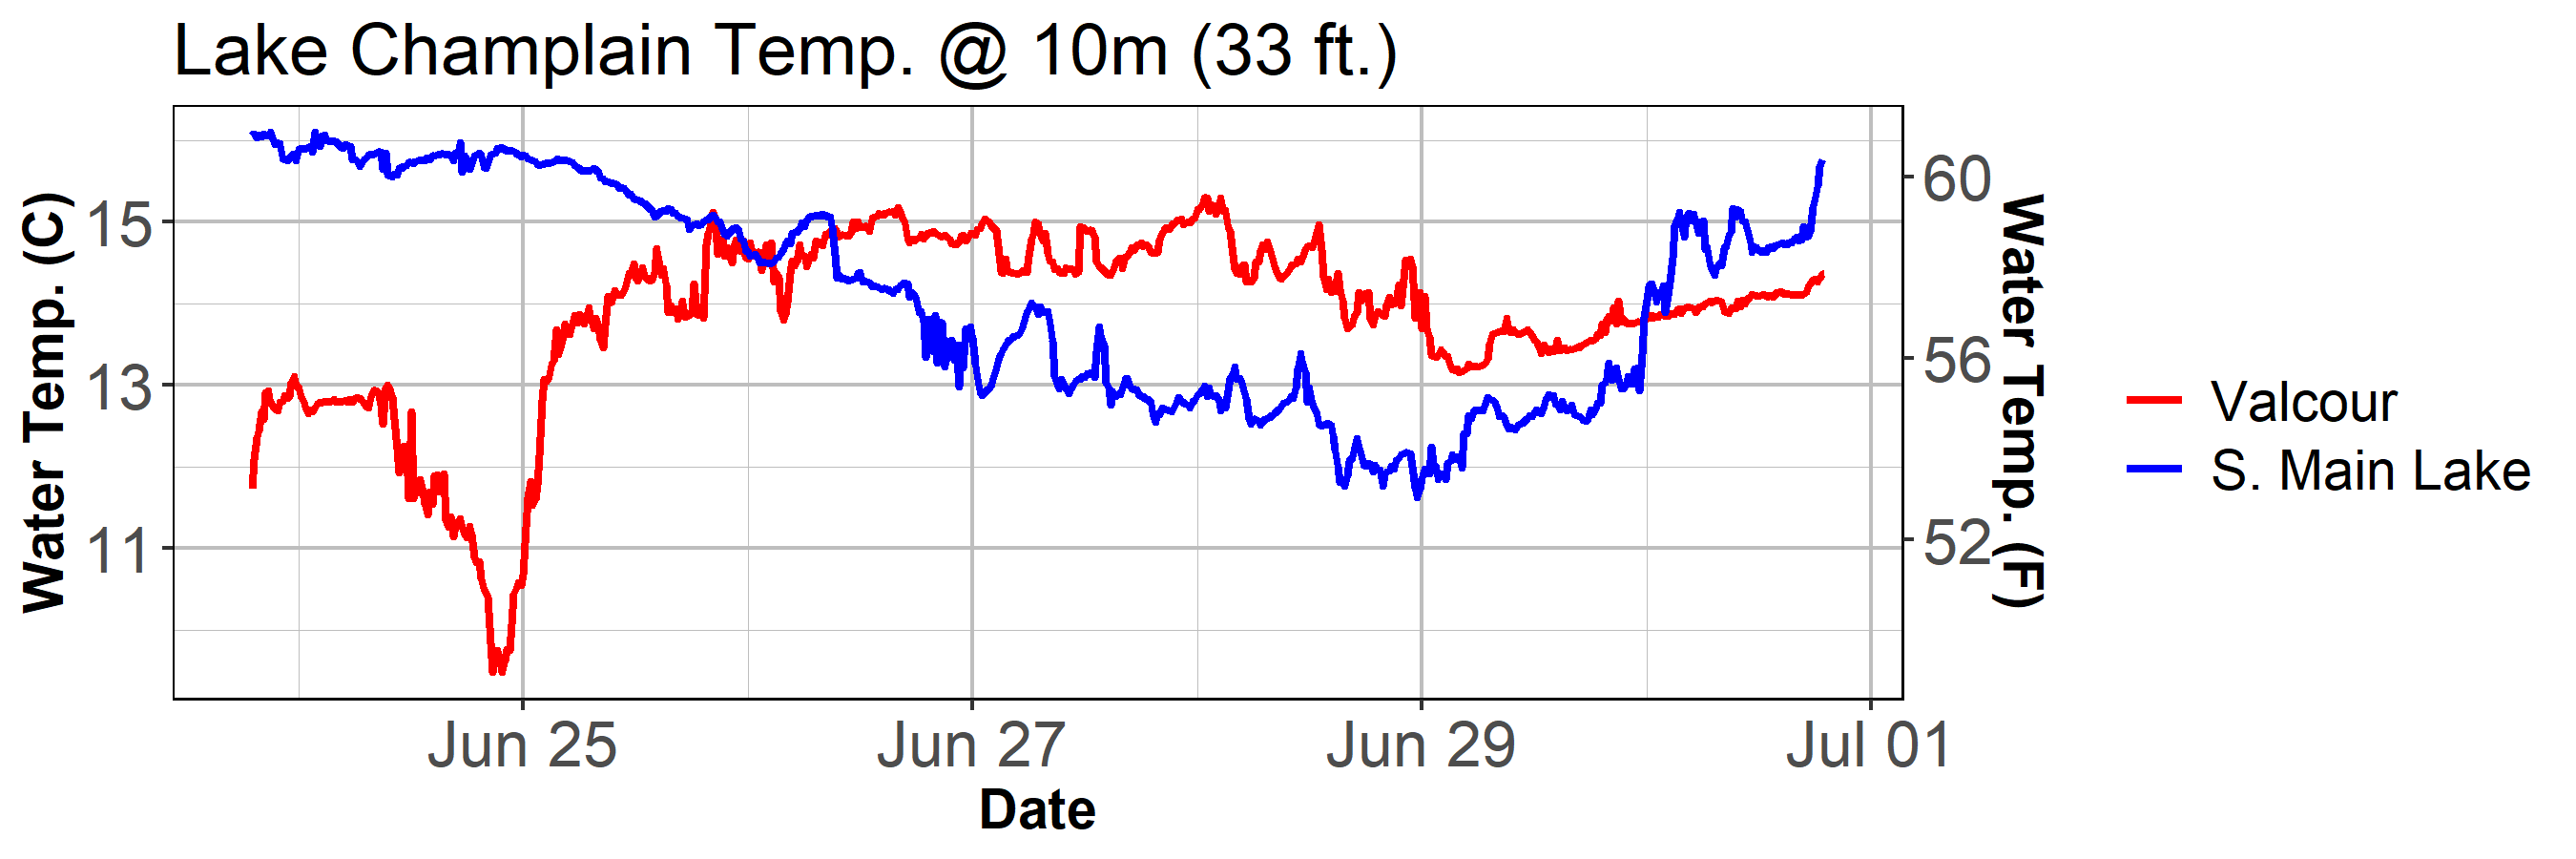 Lake Champlain Temp. @ 10m (33 ft.)
Water Temp. (C)
15
13
11
60
56
52
Water Temp. (F)
Jun 25
Jun 27
Jun 29
Jul 01
Date
Valcour
S. Main Lake